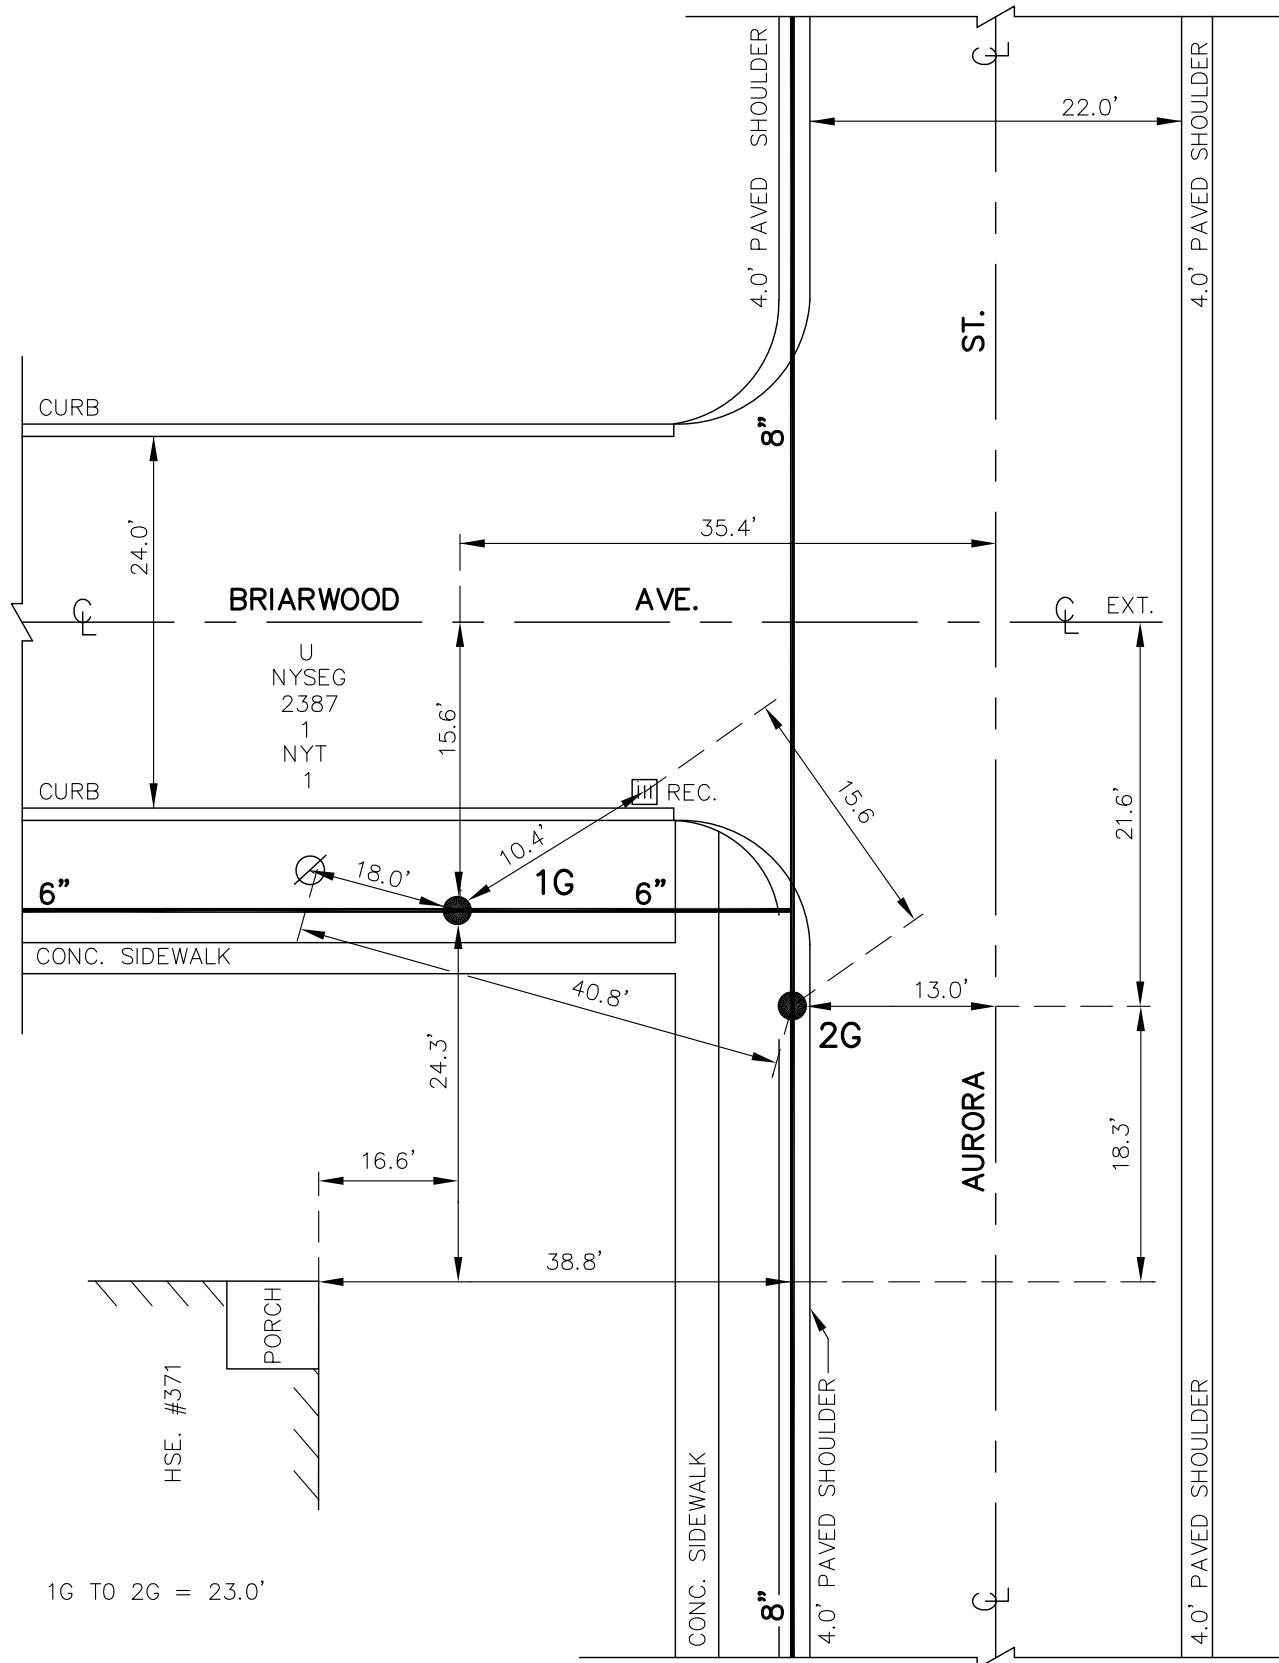 4.0' PAVED SHOULDER
℄
4.0' PAVED SHOULDER
22.0'
ST.
CURB
8"
24.0'
35.4'
BRIARWOOD AVE.
℄
℄ EXT.
U
NYSEG
2387
1
NYT
1
15.6'
CURB
REC.
15.6
21.6'
10.4'
18.0'
1G
6"
6"
CONC. SIDEWALK
40.8'
13.0'
2G
24.3'
AURORA
18.3'
16.6'
38.8'
PORCH
HSE. #371
4.0' PAVED SHOULDER
4.0' PAVED SHOULDER
CONC. SIDEWALK
8"
℄
1G TO 2G = 23.0'